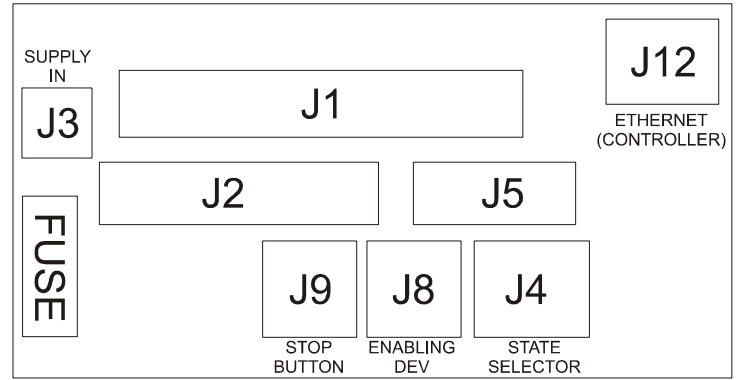 SUPPLY
IN
J3
J1
J12
ETHERNET
(CONTROLLER)
J2
J5
FUSE
J9
J8
J4
STOP
BUTTON
ENABLING
DEV
STATE
SELECTOR